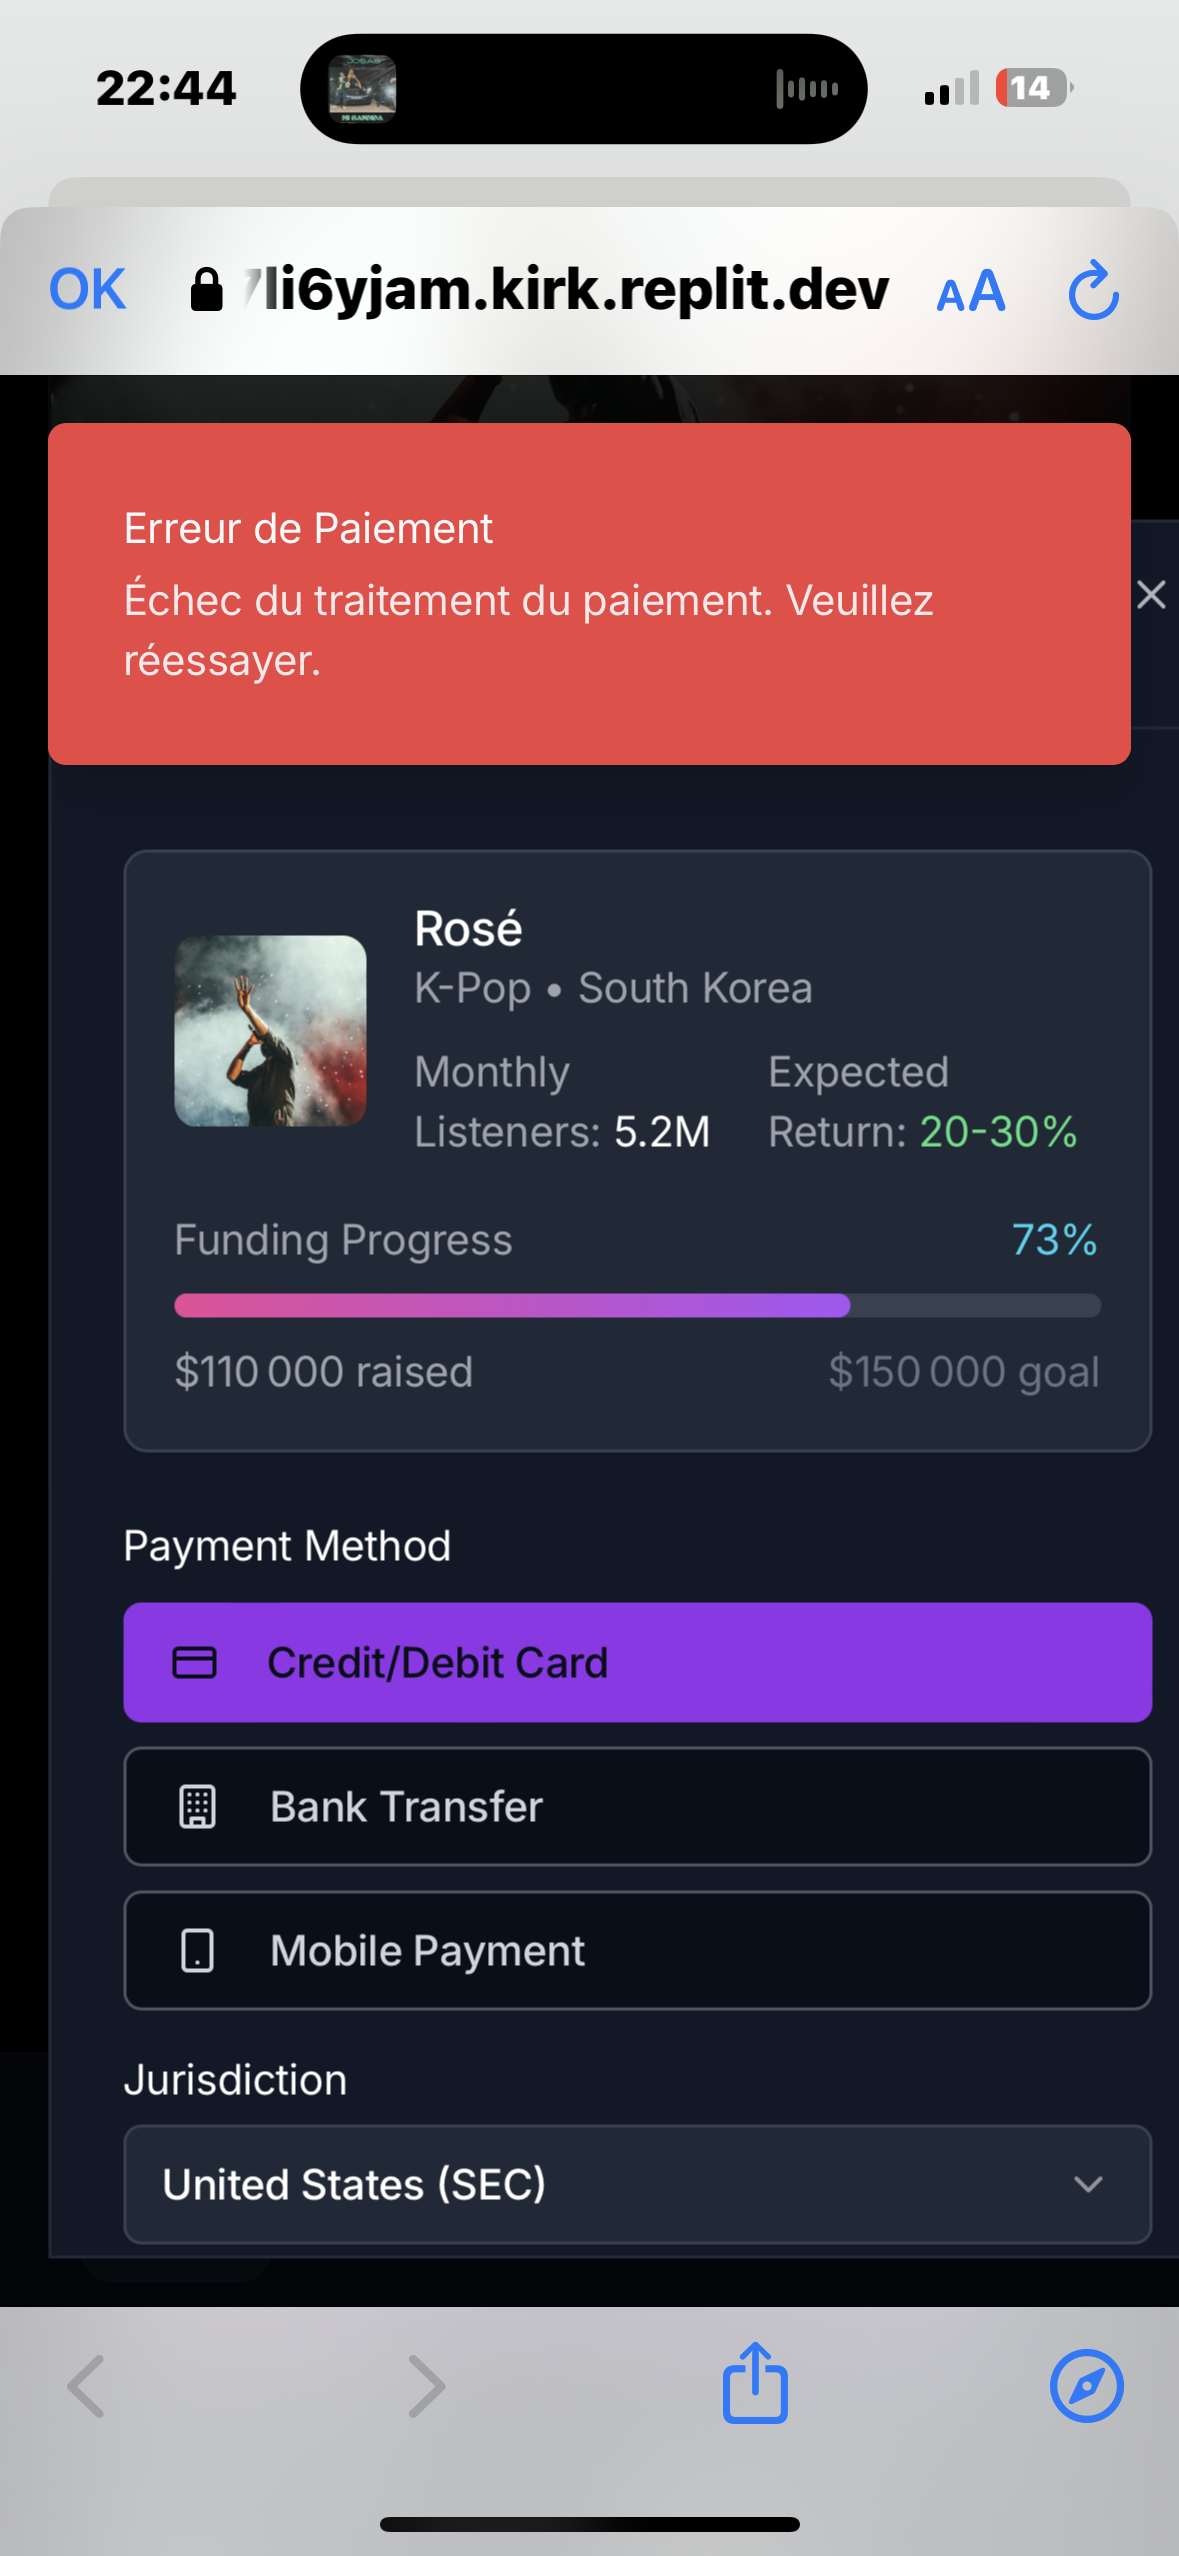 22:44
14
OK
7li6yjam.kirk.replit.dev
AA
Erreur de Paiement
Échec du traitement du paiement. Veuillez
réessayer.
Rosé
K-Pop • South Korea
Monthly
Listeners: 5.2M
Expected
Return: 20-30%
Funding Progress
73%
$110 000 raised
$150 000 goal
Payment Method
Credit/Debit Card
Bank Transfer
Mobile Payment
Jurisdiction
United States (SEC)